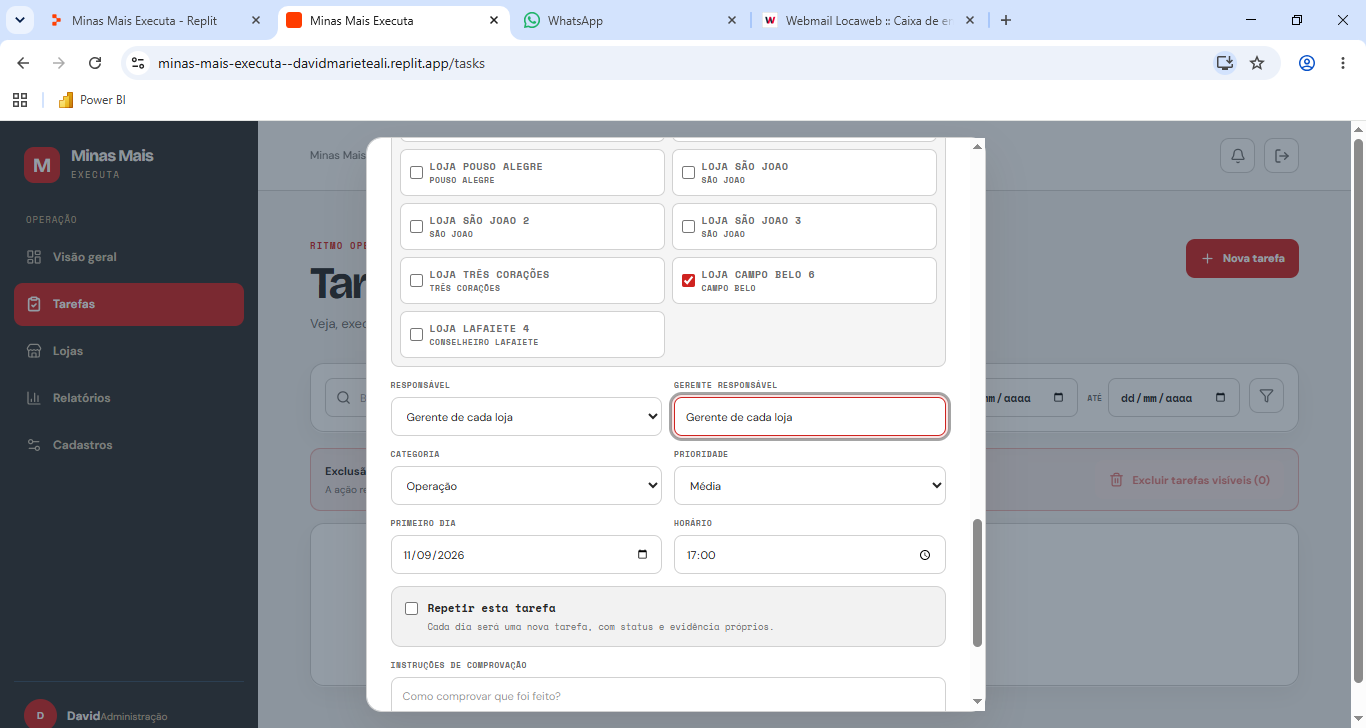 Minas Mais Executa - Replit
Minas Mais Executa
WhatsApp
Webmail Locaweb :: Caixa de en
minas-mais-executa--davidmarieteali.replit.app/tasks
Power BI
M
Minas Mais
EXECUTA
OPERAÇÃO
Visão geral
Tarefas
Lojas
Relatórios
Cadastros
D
David Administração
Minas Mais
RITMO OPE
Tar
Veja, exec
Nova tarefa
B
mm/aaaa
ATÉ
dd/mm/aaaa
Exclusã
A ação re
Excluir tarefas visíveis (0)
LOJA POUSO ALEGRE
POUSO ALEGRE
LOJA SÃO JOAO
SÃO JOAO
LOJA SÃO JOAO 2
SÃO JOAO
LOJA SÃO JOAO 3
SÃO JOAO
LOJA TRÊS CORAÇÕES
TRÊS CORAÇÕES
LOJA CAMPO BELO 6
CAMPO BELO
LOJA LAFAIETE 4
CONSELHEIRO LAFAIETE
RESPONSÁVEL
Gerente de cada loja
GERENTE RESPONSÁVEL
Gerente de cada loja
CATEGORIA
Operação
PRIORIDADE
Média
PRIMEIRO DIA
11/09/2026
HORÁRIO
17:00
Repetir esta tarefa
Cada dia será uma nova tarefa, com status e evidência próprios.
INSTRUÇÕES DE COMPROVAÇÃO
Como comprovar que foi feito?